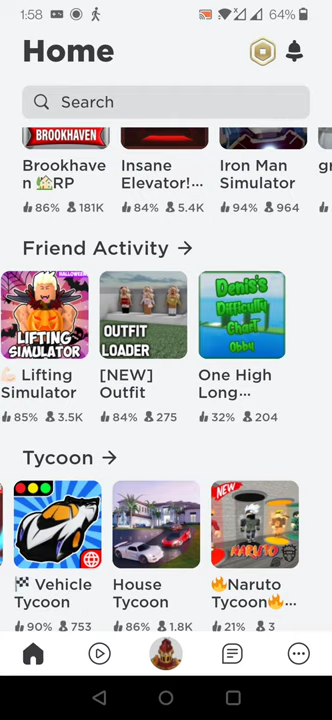 1:58
64%
Home
Search
BROOKHAVEN
Brookhave
n 🏡RP
86% 181K
Insane
Elevator!...
84% 5.4K
Iron Man
Simulator
94% 964
gr
Friend Activity →
HALLOWEEN
LIFTING
SIMULATOR
💪🏻 Lifting
Simulator
85% 3.5K
OUTFIT
LOADER
[NEW]
Outfit
84% 275
Denis's
Difficulty
Chart
Obby
One High
Long...
32% 204
Tycoon →
🏁 Vehicle
Tycoon
90% 753
House
Tycoon
86% 1.8K
NEW
NARUTO
🔥Naruto
Tycoon🔥...
21% 3